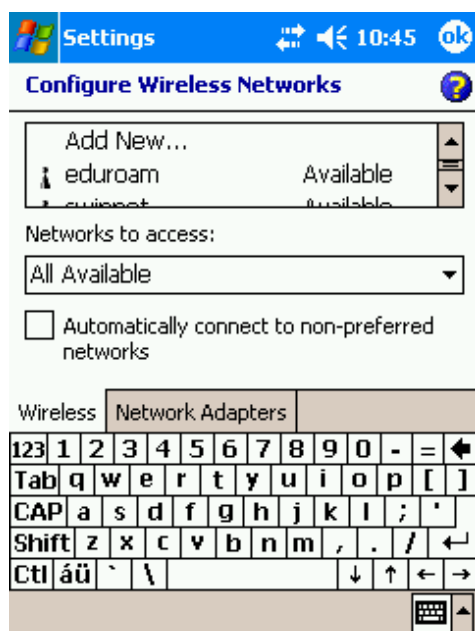 Settings 10:45 ok
Configure Wireless Networks
Add New...
eduroam Available
Networks to access:
All Available
Automatically connect to non-preferred
networks
Wireless Network Adapters
123 1 2 3 4 5 6 7 8 9 0 - =
Tab q w e r t y u i o p [ ]
CAP a s d f g h j k l ; '
Shift z x c v b n m , . /
Ctl áü ` \